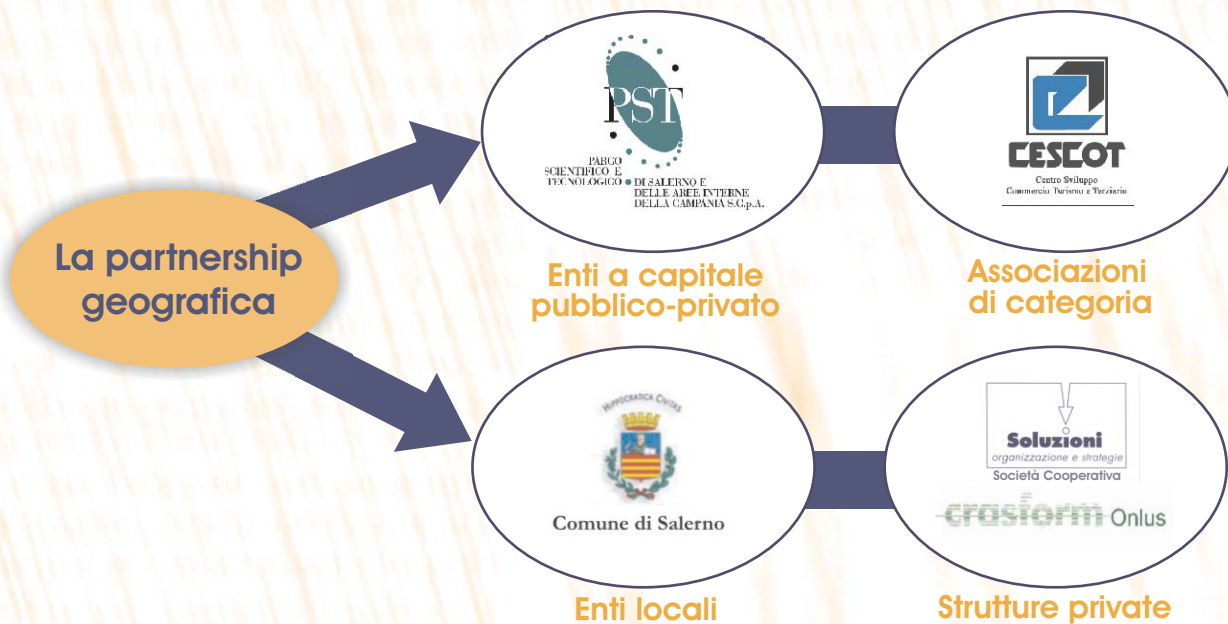 La partnership
geografica
PST
PARCO
SCIENTIFICO E
TECNOLOGICO
DI SALERNO E
DELLE AREE INTERNE
DELLA CAMPANIA S.C.p.A.
Enti a capitale
pubblico-privato
CESCOT
Centro Sviluppo
Commercio Turismo e Terziario
Associazioni
di categoria
HIPPOCRATICA CIVITAS
Comune di Salerno
Enti locali
Soluzioni
organizzazione e strategie
Società Cooperativa
crasform Onlus
Strutture private